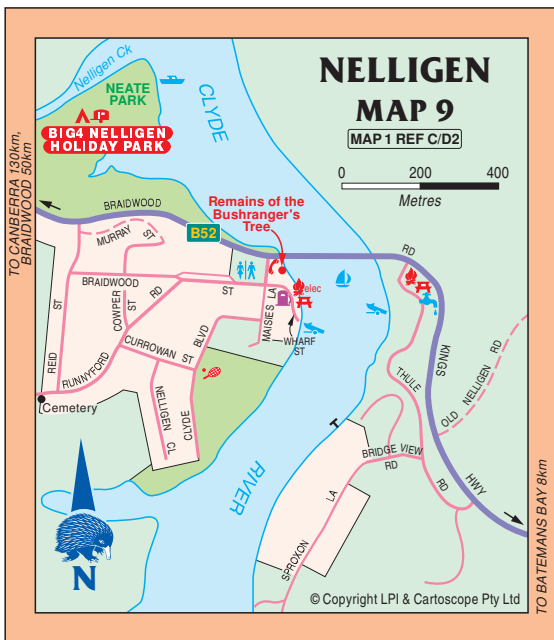 NELLIGEN
MAP 9
MAP 1 REF C/D2
0 200 400
Metres
Nelligen Ck
NEATE
PARK
BIG4 NELLIGEN
HOLIDAY PARK
CLYDE
TO CANBERRA 130km,
BRAIDWOOD 50km
BRAIDWOOD
B52
Remains of the
Bushranger's
Tree
RD
MURRAY
ST
BRAIDWOOD
ST
COWPER
ST
RD
REID
ST
RUNNYFORD
CURROWAN
ST
BLVD
CLYDE
NELLIGEN
CL
MAISIES LA
elec
WHARF
ST
Cemetery
KINGS
HWY
THULE
RD
OLD NELLIGEN RD
BRIDGE VIEW
RD
SPROXON
LA
RIVER
T
N
TO BATEMANS BAY 8km
© Copyright LPI & Cartoscope Pty Ltd